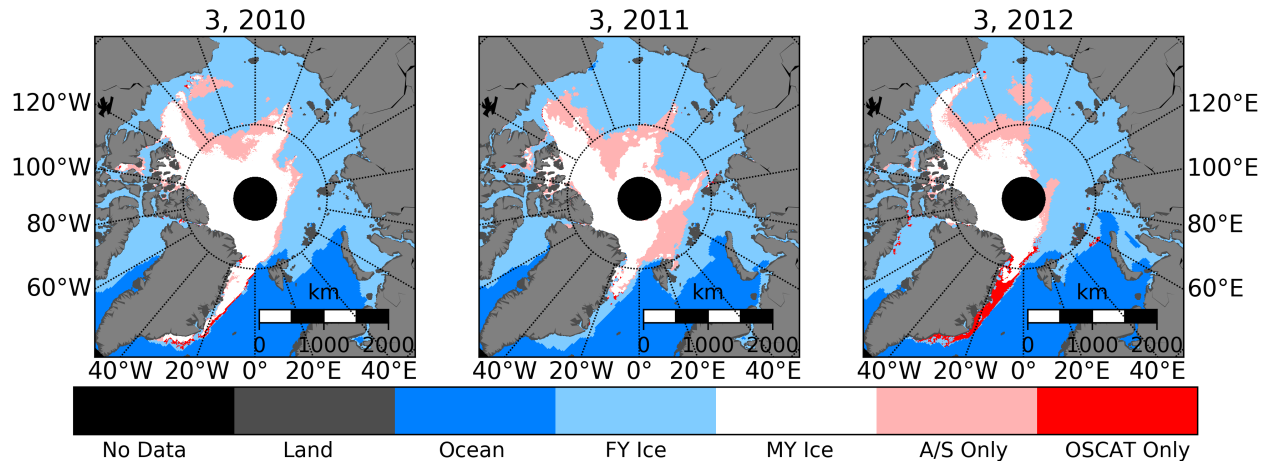 3, 2010
3, 2011
3, 2012
120°W
100°W
80°W
60°W
120°E
100°E
80°E
60°E
km
0 1000 2000
km
0 1000 2000
km
0 1000 2000
40°W 20°W 0° 20°E 40°E
40°W 20°W 0° 20°E 40°E
40°W 20°W 0° 20°E 40°E
No Data
Land
Ocean
FY Ice
MY Ice
A/S Only
OSCAT Only